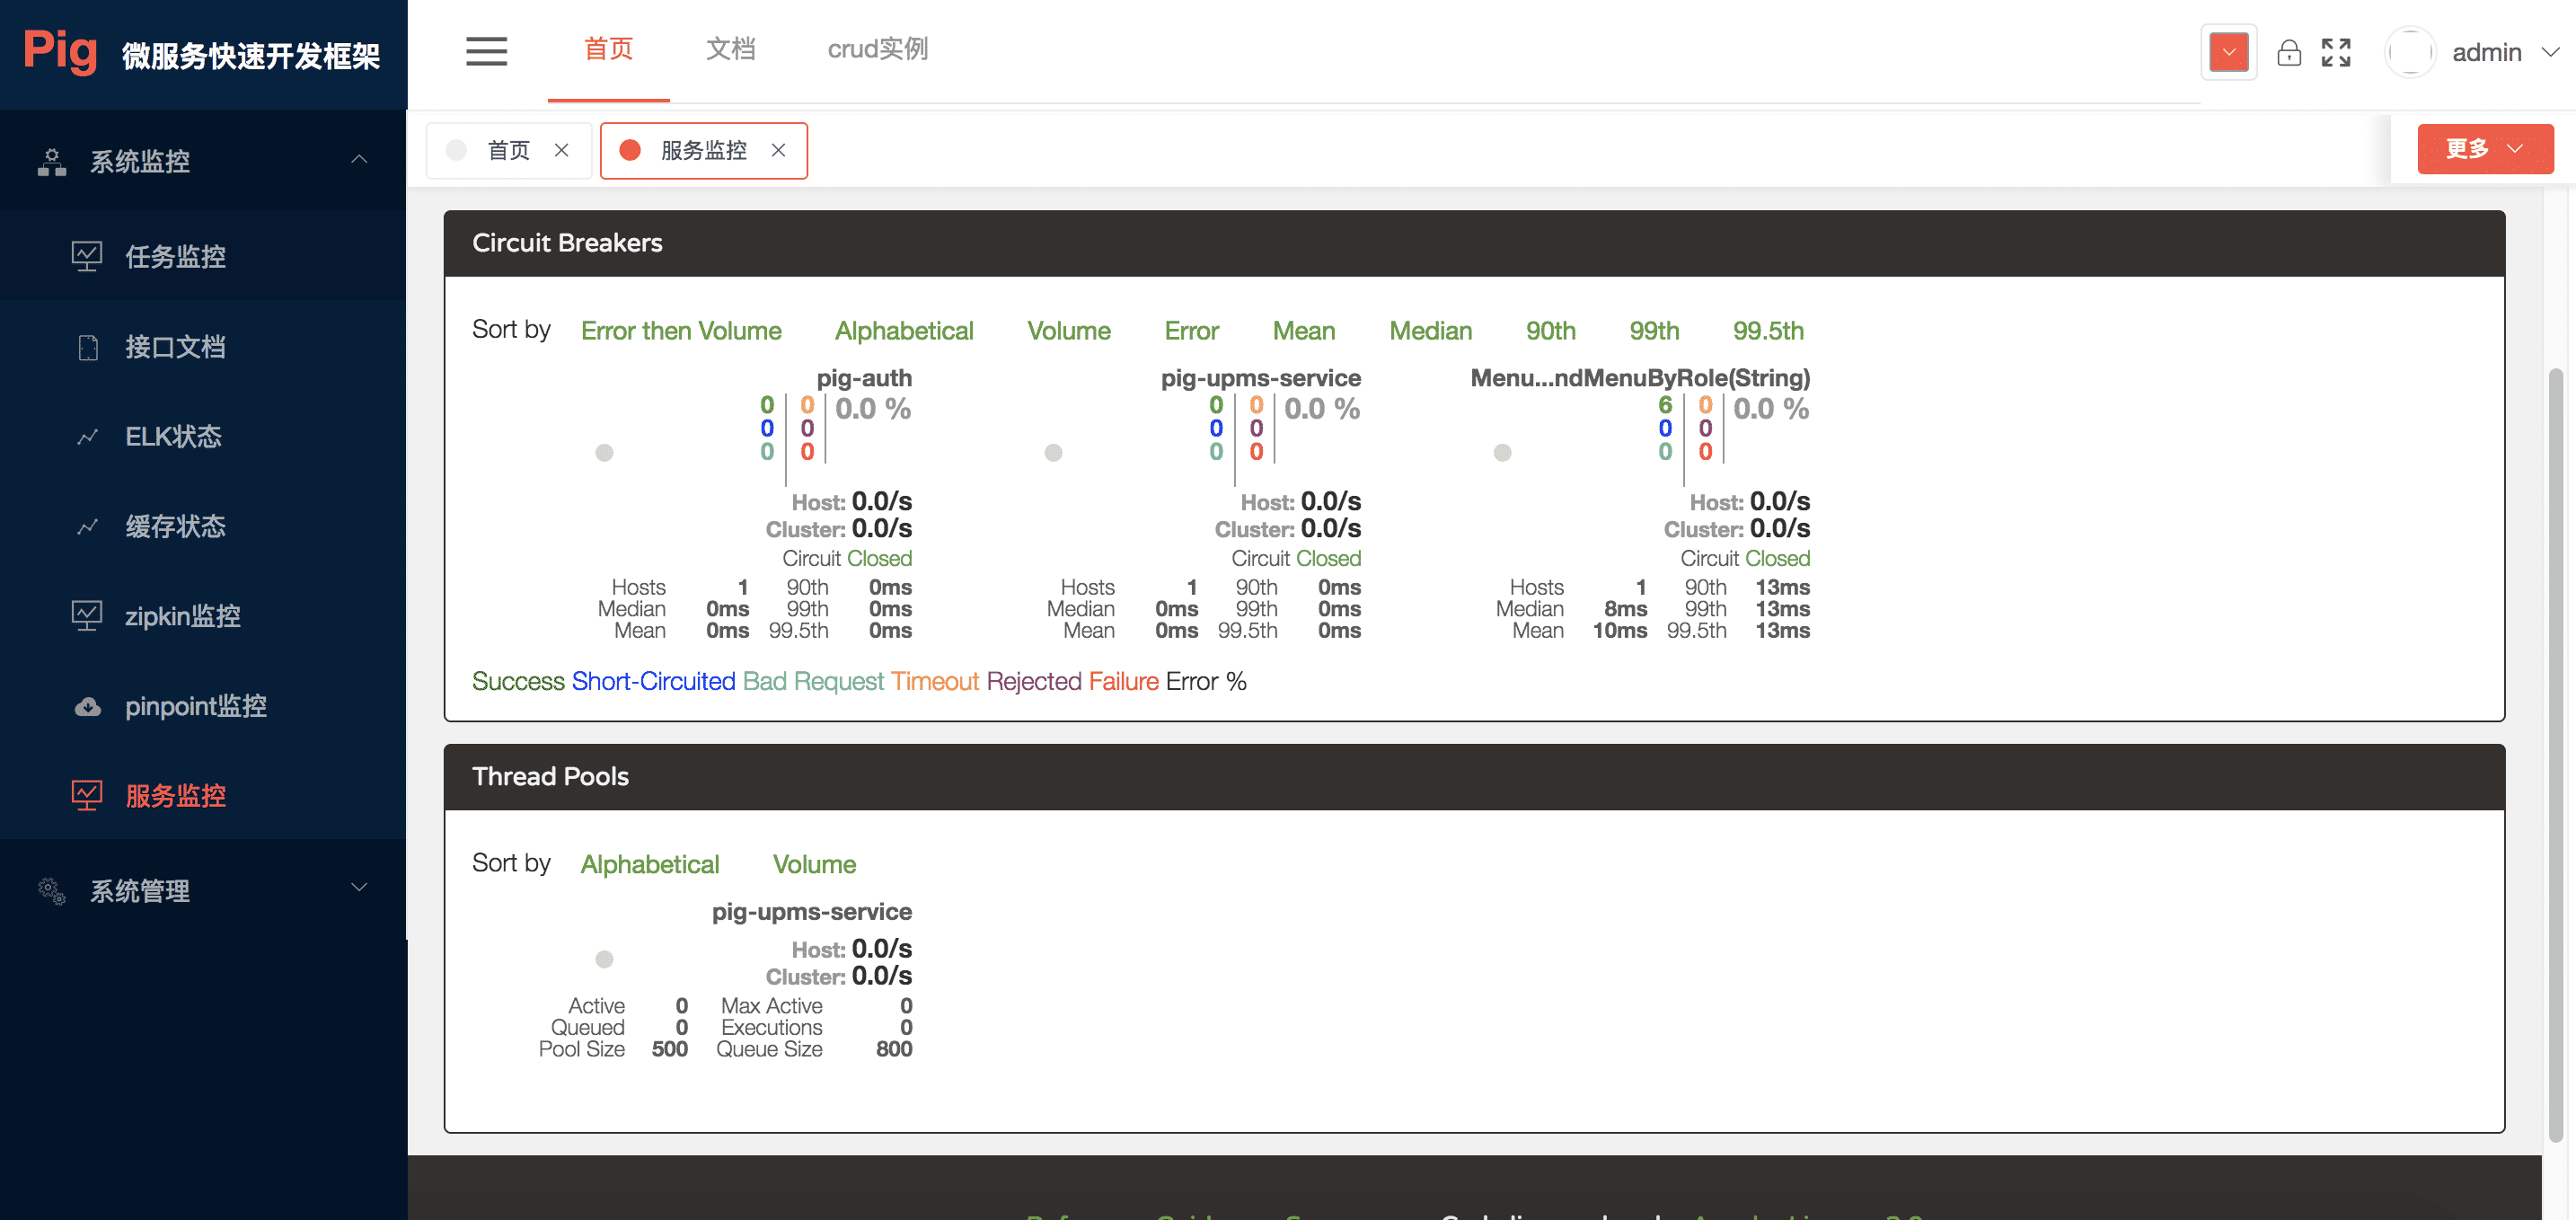 Pig 微服务快速开发框架
首页 文档 crud实例
admin
系统监控
任务监控
接口文档
ELK状态
缓存状态
zipkin监控
pinpoint监控
服务监控
系统管理
首页 服务监控
更多
Circuit Breakers
Sort by Error then Volume Alphabetical Volume Error Mean Median 90th 99th 99.5th
pig-auth
0 0 0.0 %
0 0
0 0
Host: 0.0/s
Cluster: 0.0/s
Circuit Closed
Hosts 1 90th 0ms
Median 0ms 99th 0ms
Mean 0ms 99.5th 0ms
pig-upms-service
0 0 0.0 %
0 0
0 0
Host: 0.0/s
Cluster: 0.0/s
Circuit Closed
Hosts 1 90th 0ms
Median 0ms 99th 0ms
Mean 0ms 99.5th 0ms
Menu...ndMenuByRole(String)
6 0 0.0 %
0 0
0 0
Host: 0.0/s
Cluster: 0.0/s
Circuit Closed
Hosts 1 90th 13ms
Median 8ms 99th 13ms
Mean 10ms 99.5th 13ms
Success Short-Circuited Bad Request Timeout Rejected Failure Error %
Thread Pools
Sort by Alphabetical Volume
pig-upms-service
Host: 0.0/s
Cluster: 0.0/s
Active 0 Max Active 0
Queued 0 Executions 0
Pool Size 500 Queue Size 800